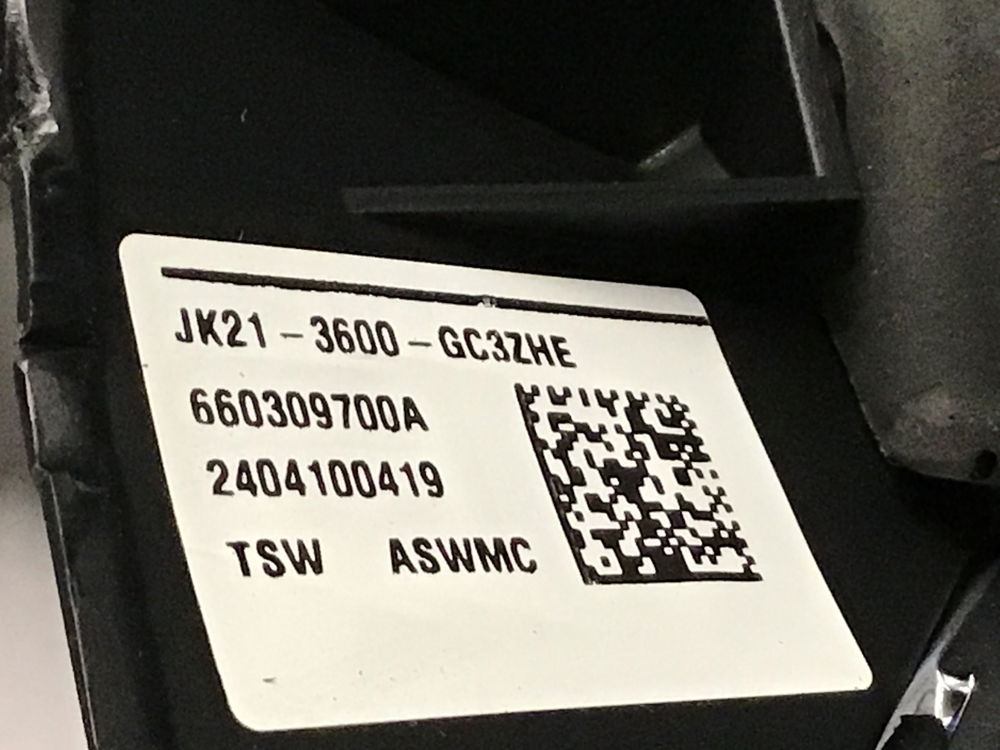 JK21-3600-GC3ZHE
660309700A
2404100419
TSW ASWMC